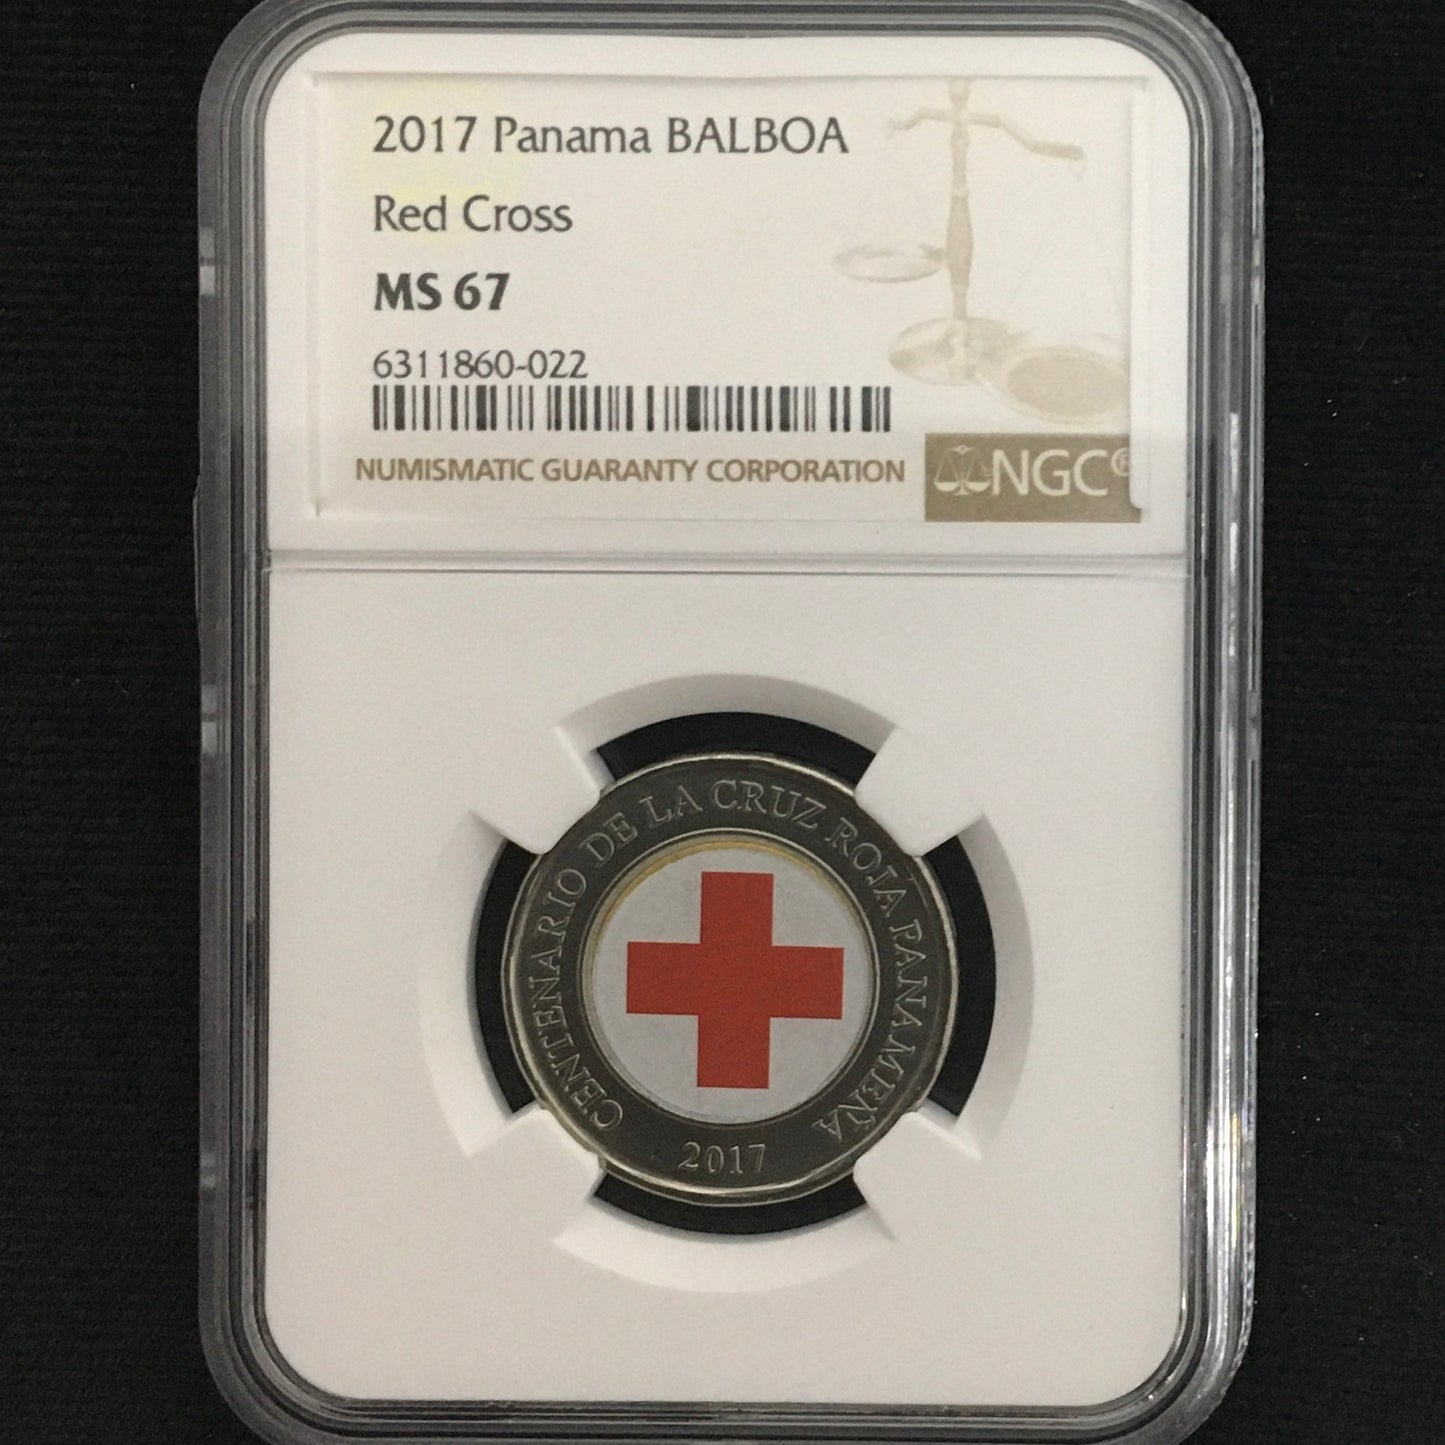 2017 Panama BALBOA
Red Cross
MS 67
6311860-022
NUMISMATIC GUARANTY CORPORATION
NGC®
CENTENARIO DE LA CRUZ ROJA PANAMEÑA
2017